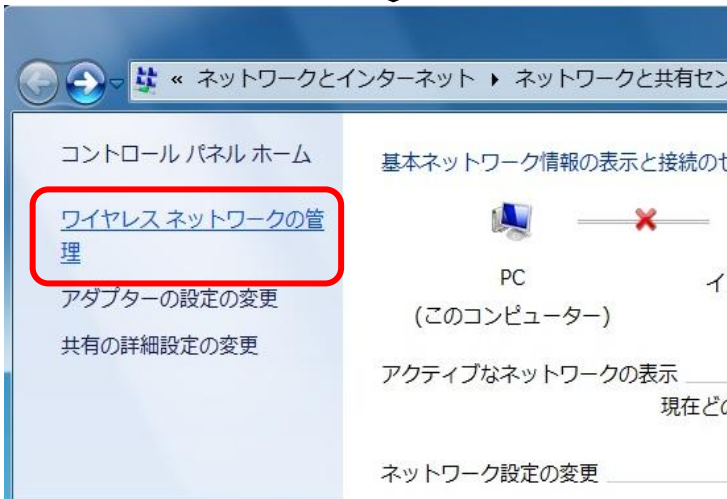 « ネットワークとインターネット ▸ ネットワークと共有セン
コントロール パネル ホーム
基本ネットワーク情報の表示と接続の
ワイヤレス ネットワークの管
理
PC
イ
(このコンピューター)
アダプターの設定の変更
共有の詳細設定の変更
アクティブなネットワークの表示
現在ど
ネットワーク設定の変更